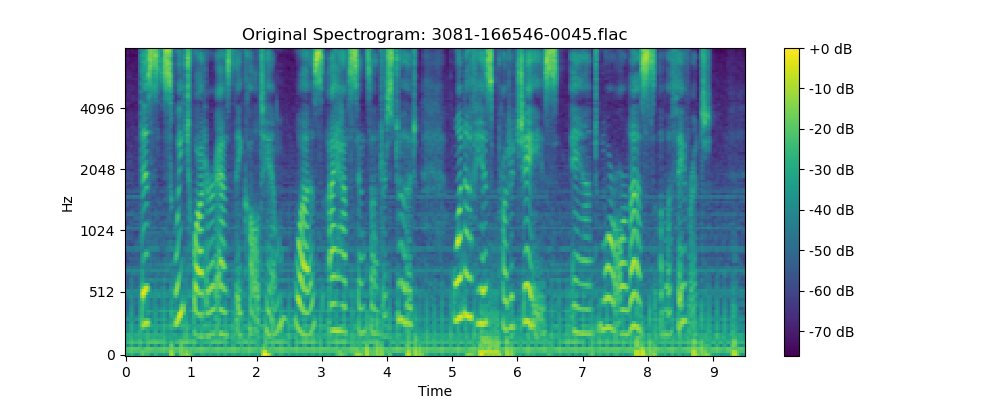 Original Spectrogram: 3081-166546-0045.flac
Hz
4096
2048
1024
512
0
0 1 2 3 4 5 6 7 8 9
Time
+0 dB
-10 dB
-20 dB
-30 dB
-40 dB
-50 dB
-60 dB
-70 dB